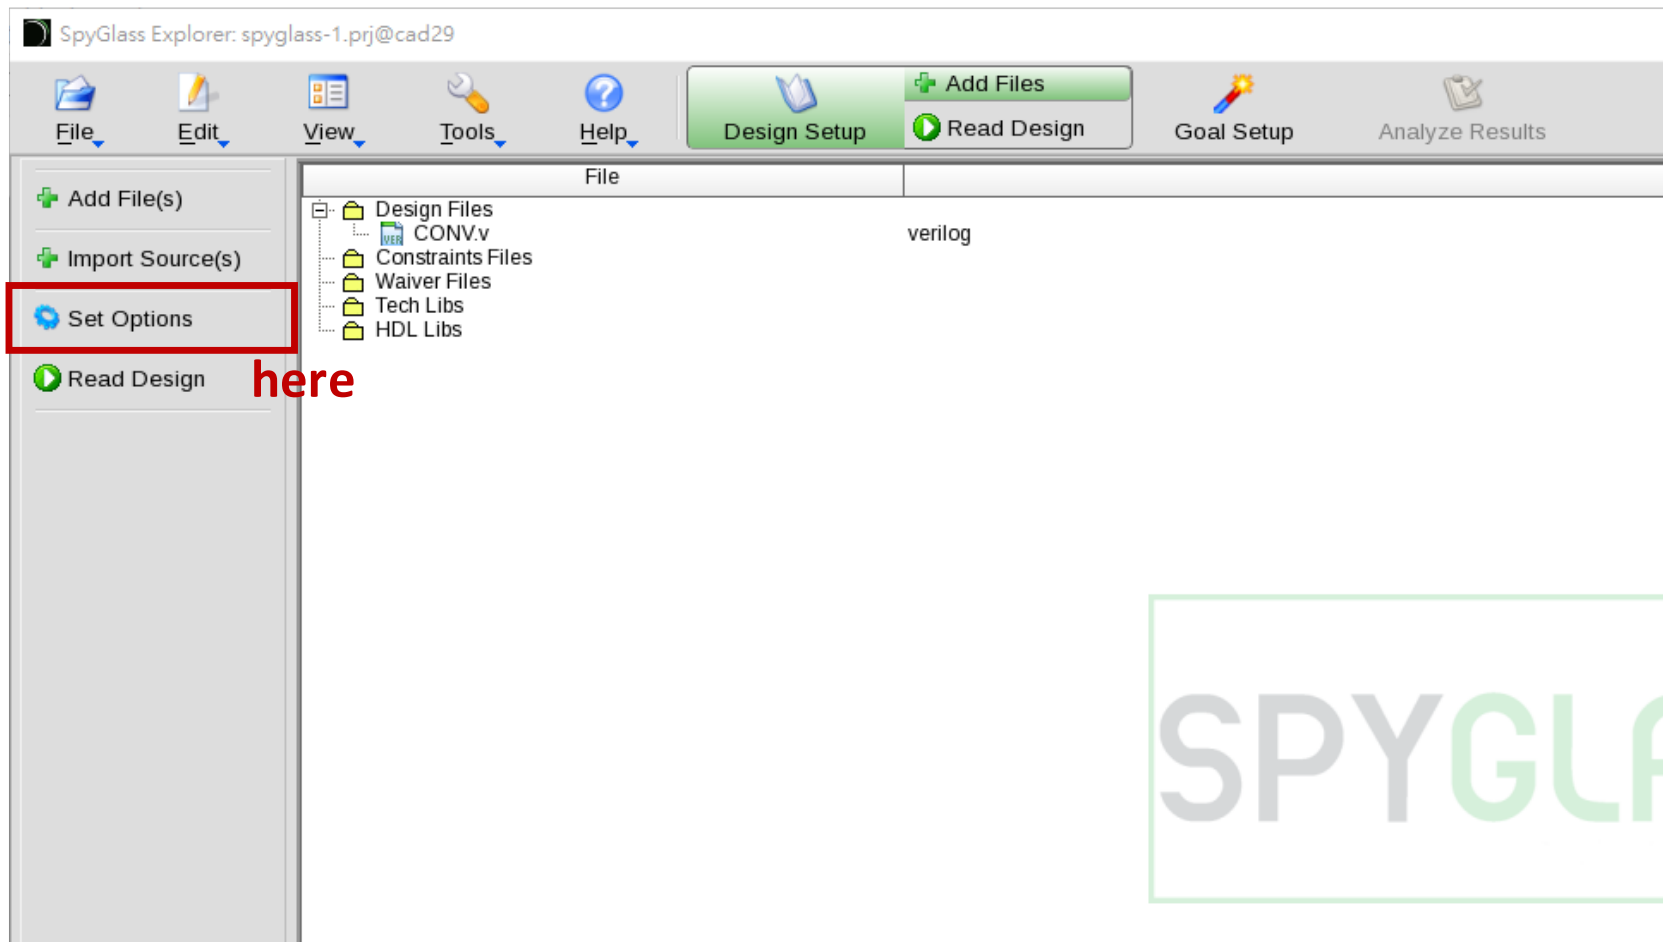 SpyGlass Explorer: spyglass-1.prj@cad29
File Edit View Tools Help Design Setup Add Files Read Design Goal Setup Analyze Results
Add File(s)
Import Source(s)
Set Options
Read Design
here
File
Design Files
VER CONV.v verilog
Constraints Files
Waiver Files
Tech Libs
HDL Libs